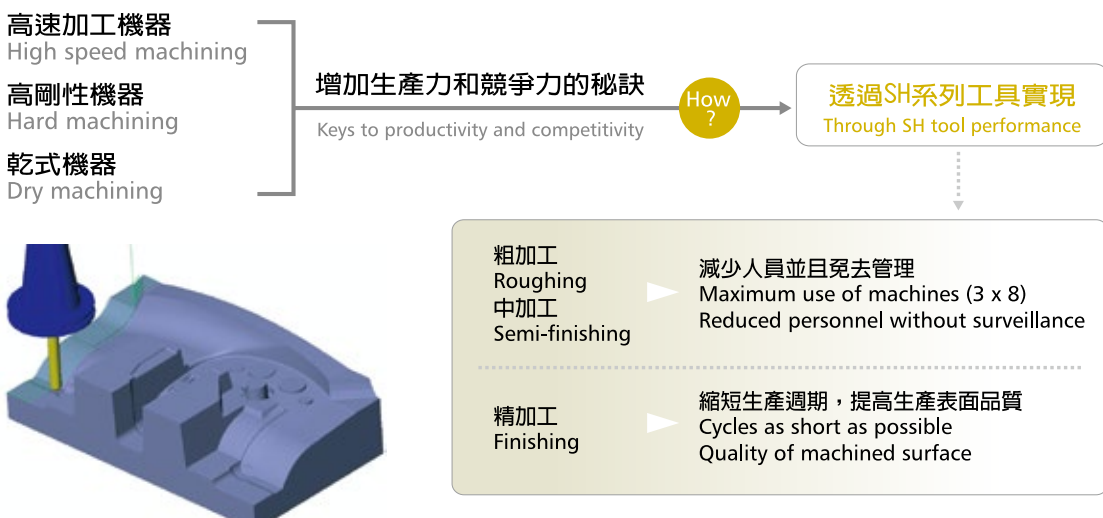 高速加工機器
High speed machining
高剛性機器
Hard machining
乾式機器
Dry machining
增加生產力和競爭力的秘訣
Keys to productivity and competitivity
How
?
透過SH系列工具實現
Through SH tool performance
粗加工
Roughing
中加工
Semi-finishing
減少人員並且免去管理
Maximum use of machines (3 x 8)
Reduced personnel without surveillance
精加工
Finishing
縮短生產週期，提高生產表面品質
Cycles as short as possible
Quality of machined surface